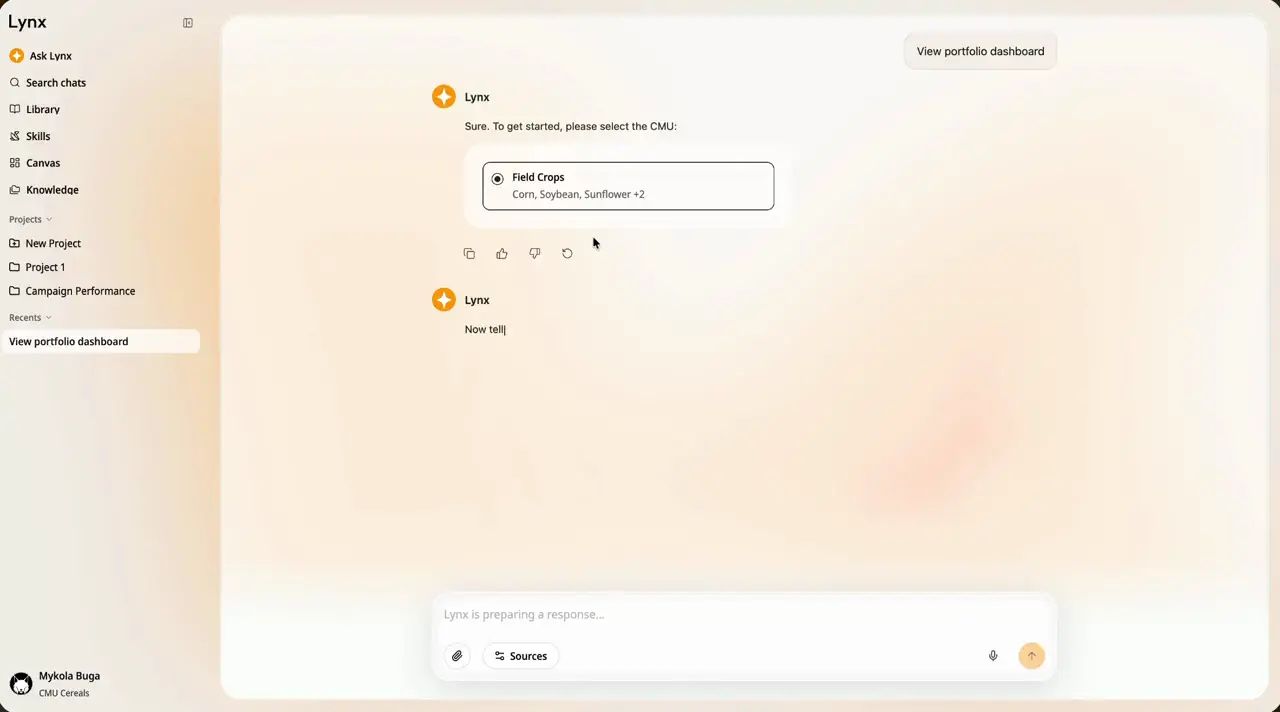 Lynx
Ask Lynx
Search chats
Library
Skills
Canvas
Knowledge
Projects
New Project
Project 1
Campaign Performance
Recents
View portfolio dashboard
Mykola Buga
CMU Cereals
View portfolio dashboard
Lynx
Sure. To get started, please select the CMU:
Field Crops
Corn, Soybean, Sunflower +2
Lynx
Now tell
Lynx is preparing a response...
Sources